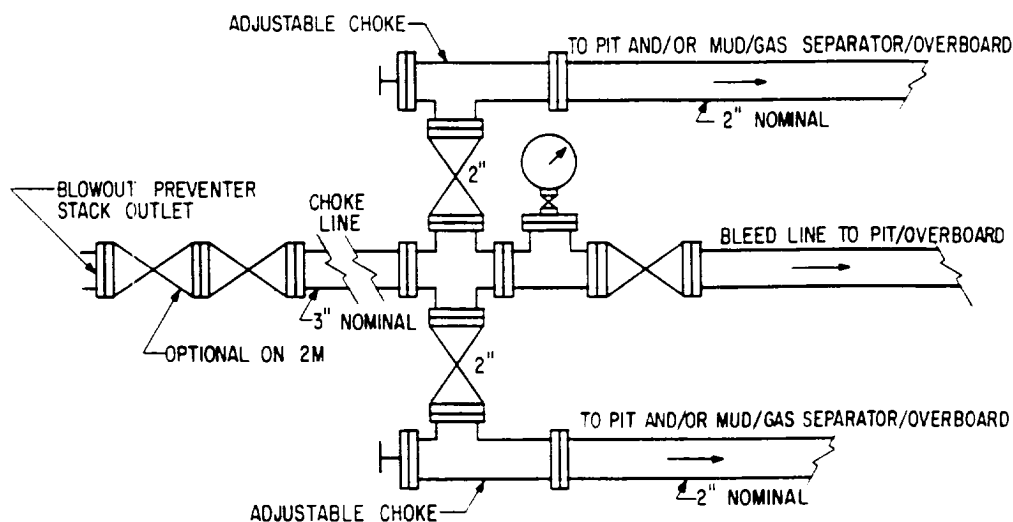 ADJUSTABLE CHOKE
TO PIT AND/OR MUD/GAS SEPARATOR/OVERBOARD
2" NOMINAL
2"
BLOWOUT PREVENTER
STACK OUTLET
CHOKE
LINE
BLEED LINE TO PIT/OVERBOARD
3" NOMINAL
OPTIONAL ON 2M
2"
TO PIT AND/OR MUD/GAS SEPARATOR/OVERBOARD
2" NOMINAL
ADJUSTABLE CHOKE